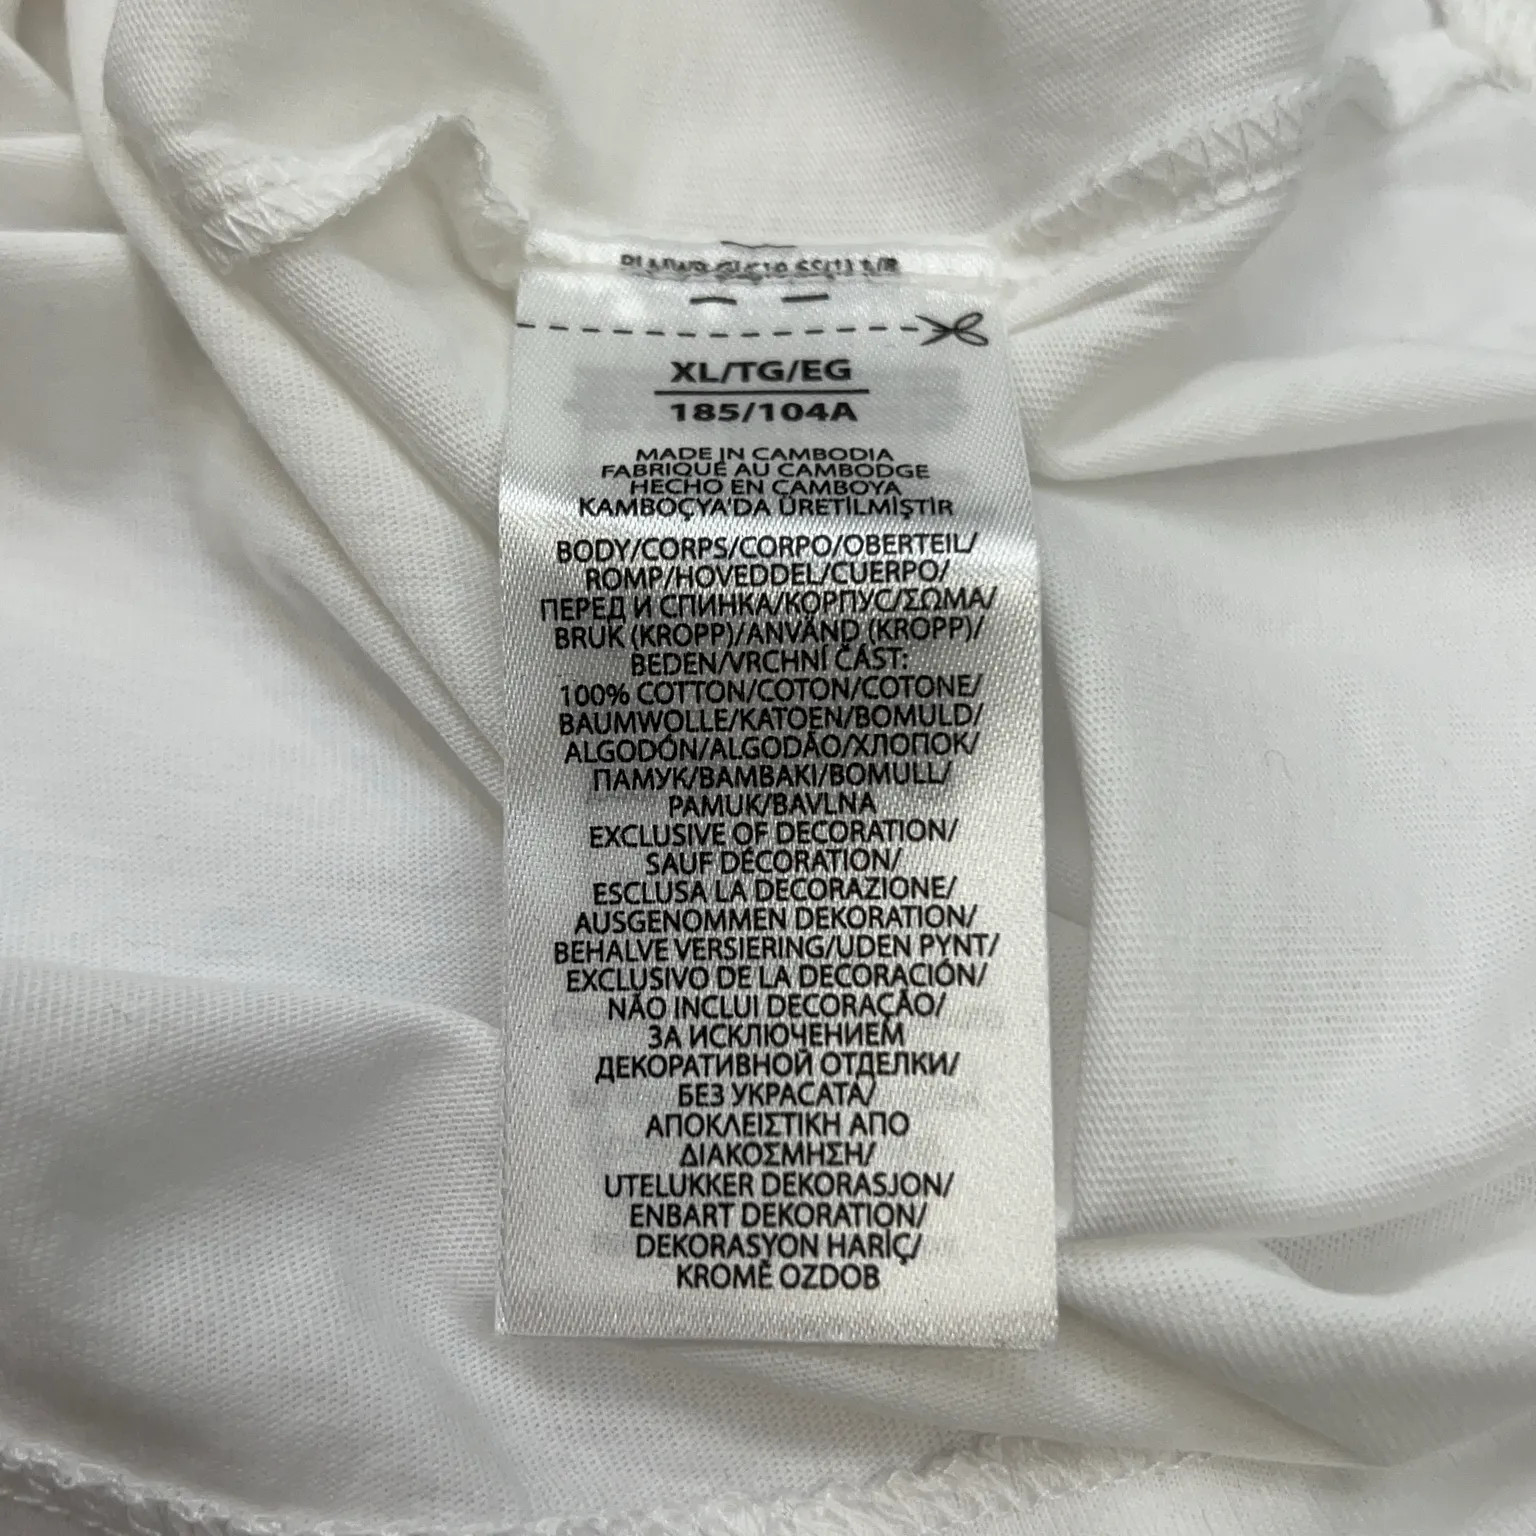 XL/TG/EG
185/104A
MADE IN CAMBODIA
FABRIQUÉ AU CAMBODGE
HECHO EN CAMBOYA
KAMBOÇYA'DA ÜRETİLMİŞTİR
BODY/CORPS/CORPO/OBERTEIL/
ROMP/HOVEDDEL/CUERPO/
ПЕРЕД И СПИНКА/КОРПУС/ΣΩΜΑ/
BRUK (KROPP)/ANVÄND (KROPP)/
BEDEN/VRCHNÍ ČÁST:
100% COTTON/COTON/COTONE/
BAUMWOLLE/KATOEN/BOMULD/
ALGODÓN/ALGODÃO/ХЛОПОК/
ПАМУК/ΒΑΜΒΑΚΙ/BOMULL/
PAMUK/BAVLNA
EXCLUSIVE OF DECORATION/
SAUF DÉCORATION/
ESCLUSA LA DECORAZIONE/
AUSGENOMMEN DEKORATION/
BEHALVE VERSIERING/UDEN PYNT/
EXCLUSIVO DE LA DECORACIÓN/
NÃO INCLUI DECORAÇÃO/
ЗА ИСКЛЮЧЕНИЕМ
ДЕКОРАТИВНОЙ ОТДЕЛКИ/
БЕЗ УКРАСАТА/
ΑΠΟΚΛΕΙΣΤΙΚΗ ΑΠΟ
ΔΙΑΚΟΣΜΗΣΗ/
UTELUKKER DEKORASJON/
ENBART DEKORATION/
DEKORASYON HARİÇ/
KROMĚ OZDOB